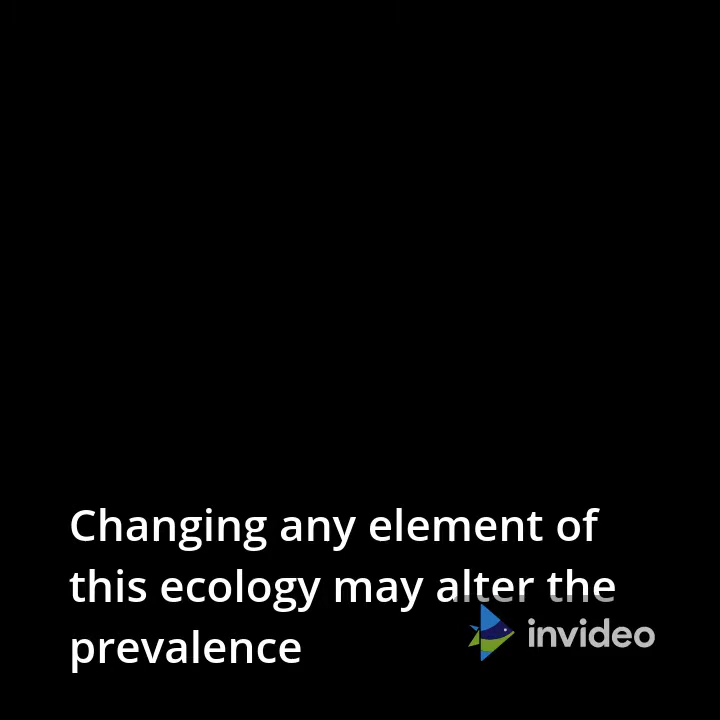 Changing any element of
this ecology may alter the
prevalence
invideo